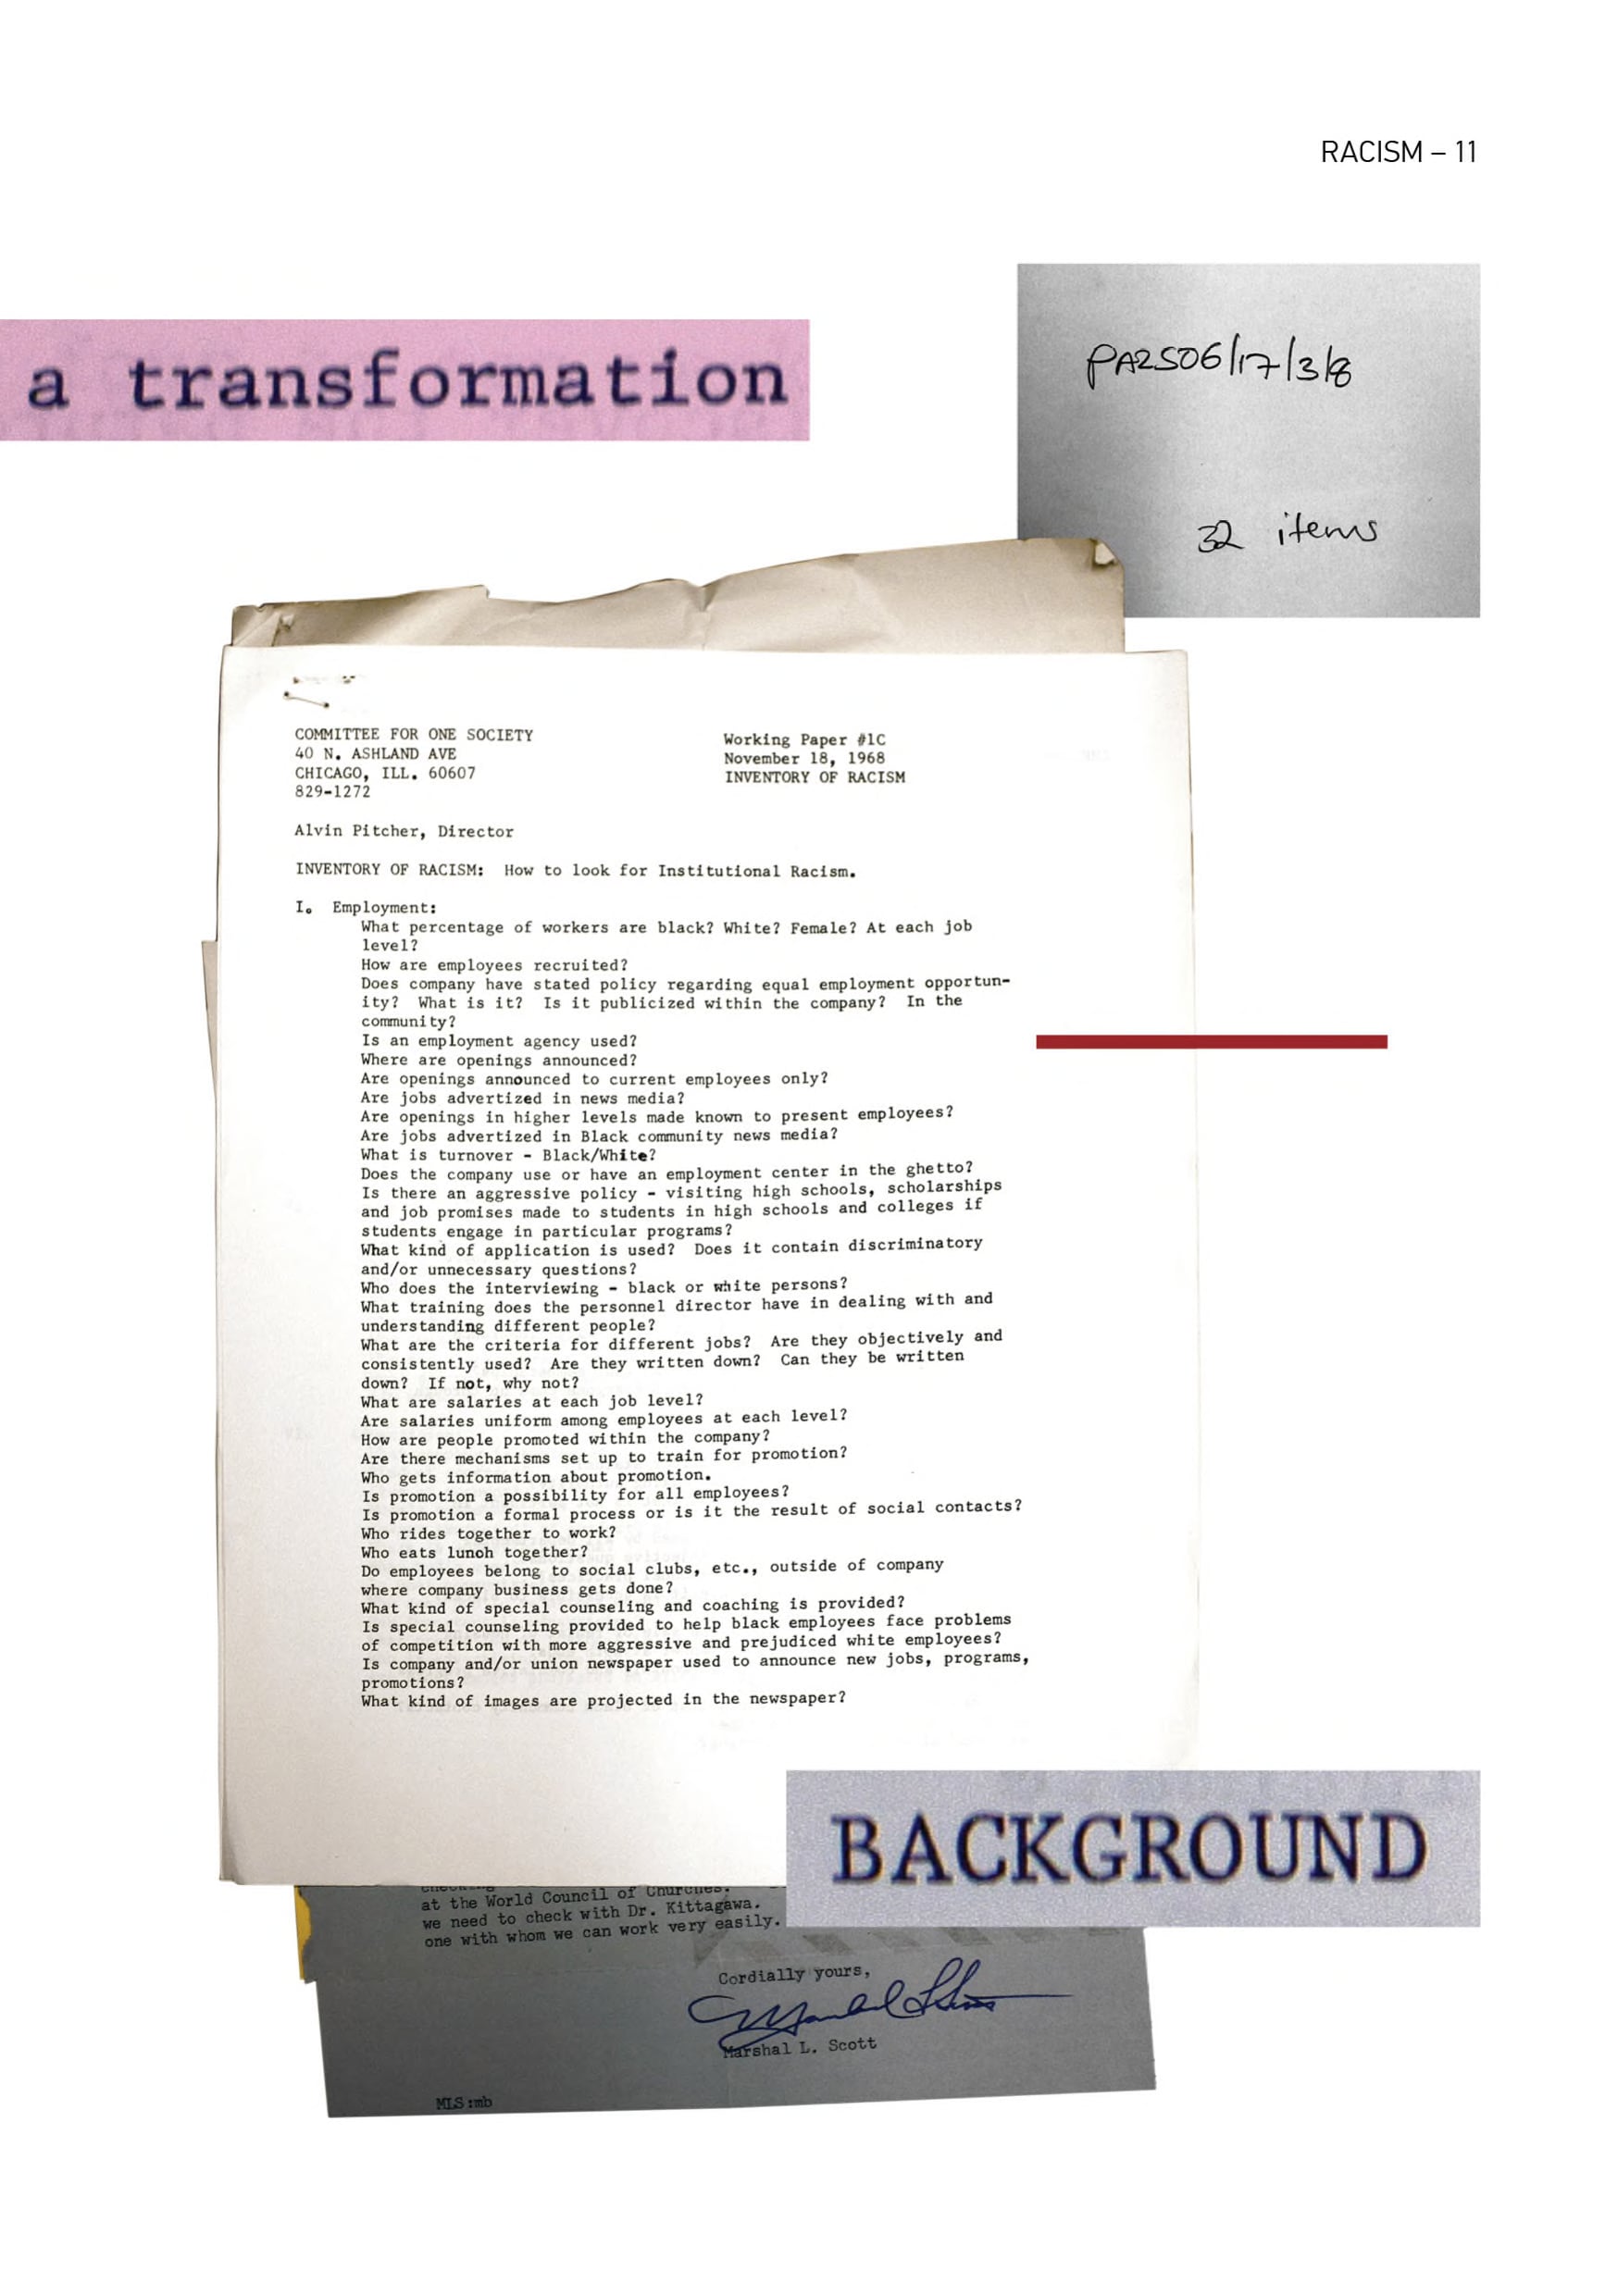 RACISM – 11
a transformation
PA2506/17/3/8
32 items
COMMITTEE FOR ONE SOCIETY
40 N. ASHLAND AVE
CHICAGO, ILL. 60607
829-1272
Working Paper #1C
November 18, 1968
INVENTORY OF RACISM
Alvin Pitcher, Director
INVENTORY OF RACISM: How to look for Institutional Racism.
I. Employment:
What percentage of workers are black? White? Female? At each job
level?
How are employees recruited?
Does company have stated policy regarding equal employment opportun-
ity? What is it? Is it publicized within the company? In the
community?
Is an employment agency used?
Where are openings announced?
Are openings announced to current employees only?
Are jobs advertized in news media?
Are openings in higher levels made known to present employees?
Are jobs advertized in Black community news media?
What is turnover - Black/White?
Does the company use or have an employment center in the ghetto?
Is there an aggressive policy - visiting high schools, scholarships
and job promises made to students in high schools and colleges if
students engage in particular programs?
What kind of application is used? Does it contain discriminatory
and/or unnecessary questions?
Who does the interviewing - black or white persons?
What training does the personnel director have in dealing with and
understanding different people?
What are the criteria for different jobs? Are they objectively and
consistently used? Are they written down? Can they be written
down? If not, why not?
What are salaries at each job level?
Are salaries uniform among employees at each level?
How are people promoted within the company?
Are there mechanisms set up to train for promotion?
Who gets information about promotion.
Is promotion a possibility for all employees?
Is promotion a formal process or is it the result of social contacts?
Who rides together to work?
Who eats lunch together?
Do employees belong to social clubs, etc., outside of company
where company business gets done?
What kind of special counseling and coaching is provided?
Is special counseling provided to help black employees face problems
of competition with more aggressive and prejudiced white employees?
Is company and/or union newspaper used to announce new jobs, programs,
promotions?
What kind of images are projected in the newspaper?
BACKGROUND
checking
at the World Council of Churches.
we need to check with Dr. Kittagawa.
one with whom we can work very easily.
Cordially yours,
Marshal L. Scott
MLS:mb